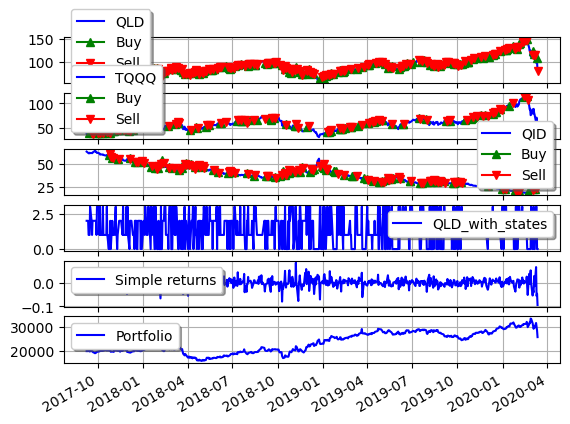 QLD
Buy
Sell
150
100
TQQQ
Buy
Sell
100
50
QID
Buy
Sell
50
25
QLD_with_states
2.5
0.0
Simple returns
0.0
−0.1
Portfolio
30000
20000
2017-10
2018-01
2018-04
2018-07
2018-10
2019-01
2019-04
2019-07
2019-10
2020-01
2020-04